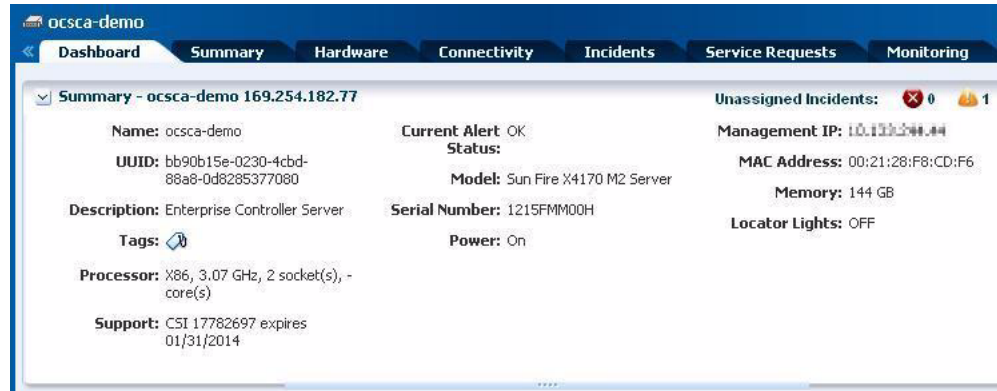 ocsca-demo
Dashboard Summary Hardware Connectivity Incidents Service Requests Monitoring
Summary - ocsca-demo 169.254.182.77
Unassigned Incidents: 0 1
Name: ocsca-demo
UUID: bb90b15e-0230-4cbd-
88a8-0d8285377080
Description: Enterprise Controller Server
Tags:
Processor: X86, 3.07 GHz, 2 socket(s), -
core(s)
Support: CSI 17782697 expires
01/31/2014
Current Alert OK
Status:
Model: Sun Fire X4170 M2 Server
Serial Number: 1215FMM00H
Power: On
Management IP:
MAC Address: 00:21:28:F8:CD:F6
Memory: 144 GB
Locator Lights: OFF